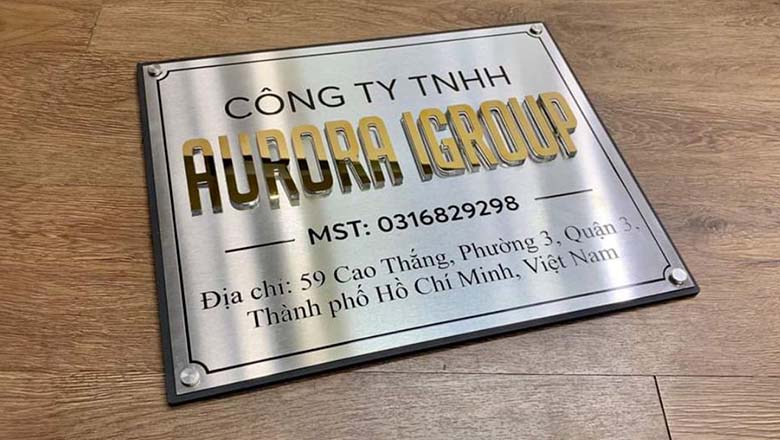 CÔNG TY TNHH
AURORA IGROUP
MST: 0316829298
Địa chỉ: 59 Cao Thắng, Phường 3, Quận 3,
Thành phố Hồ Chí Minh, Việt Nam